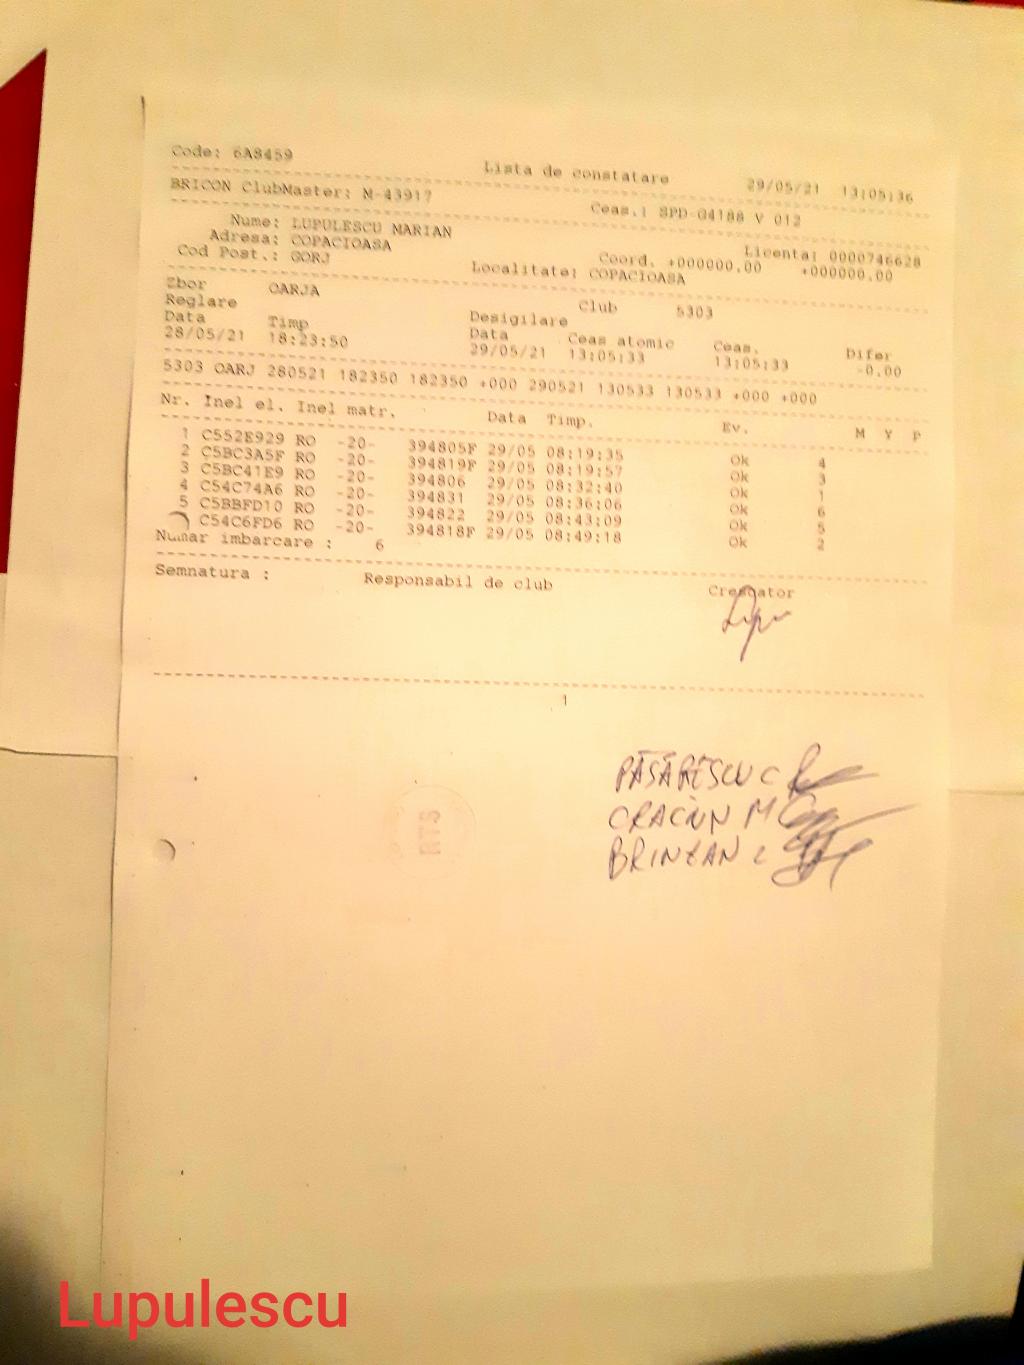 Code: 6A8459 Lista de constatare 29/05/21 13:05:36
BRICON ClubMaster: M-43917 Ceas.: SPD-G4188 V 012
Nume: LUPULESCU MARIAN Licenta: 0000746628
Adresa: COPACIOASA Coord. +000000.00 +000000.00
Cod Post.: GORJ Localitate: COPACIOASA
Zbor OARJA Club 5303
Reglare Desigilare
Data Timp Data Ceas atomic Ceas. Difer
28/05/21 18:23:50 29/05/21 13:05:33 13:05:33 -0.00
5303 OARJ 280521 182350 182350 +000 290521 130533 130533 +000 +000
Nr. Inel el. Inel matr. Data Timp. Ev. M Y P
1 C552E929 RO -20- 394805F 29/05 08:19:35 Ok 4
2 C5BC3A5F RO -20- 394819F 29/05 08:19:57 Ok 3
3 C5BC41E9 RO -20- 394806 29/05 08:32:40 Ok 1
4 C54C74A6 RO -20- 394831 29/05 08:36:06 Ok 6
5 C5BBFD10 RO -20- 394822 29/05 08:43:09 Ok 5
C54C6FD6 RO -20- 394818F 29/05 08:49:18 Ok 2
Numar imbarcare : 6
Semnatura : Responsabil de club Crescator
1
PĂSĂRESCU C
CRACIUN M
BRINZAN C
RTS
Lupulescu